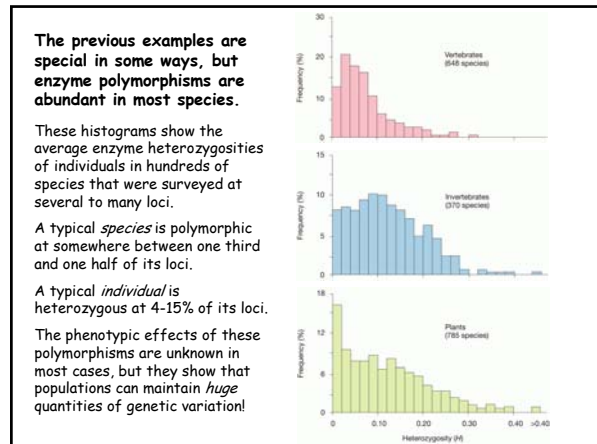 The previous examples are
special in some ways, but
enzyme polymorphisms are
abundant in most species.
These histograms show the
average enzyme heterozygosities
of individuals in hundreds of
species that were surveyed at
several to many loci.
A typical species is polymorphic
at somewhere between one third
and one half of its loci.
A typical individual is
heterozygous at 4-15% of its loci.
The phenotypic effects of these
polymorphisms are unknown in
most cases, but they show that
populations can maintain huge
quantities of genetic variation!
30
20
10
0
Frequency (%)
Vertebrates
(648 species)
15
10
5
0
Frequency (%)
Invertebrates
(370 species)
18
12
6
0
Frequency (%)
Plants
(785 species)
0 0.10 0.20 0.30 0.40 >0.40
Heterozygosity (H)